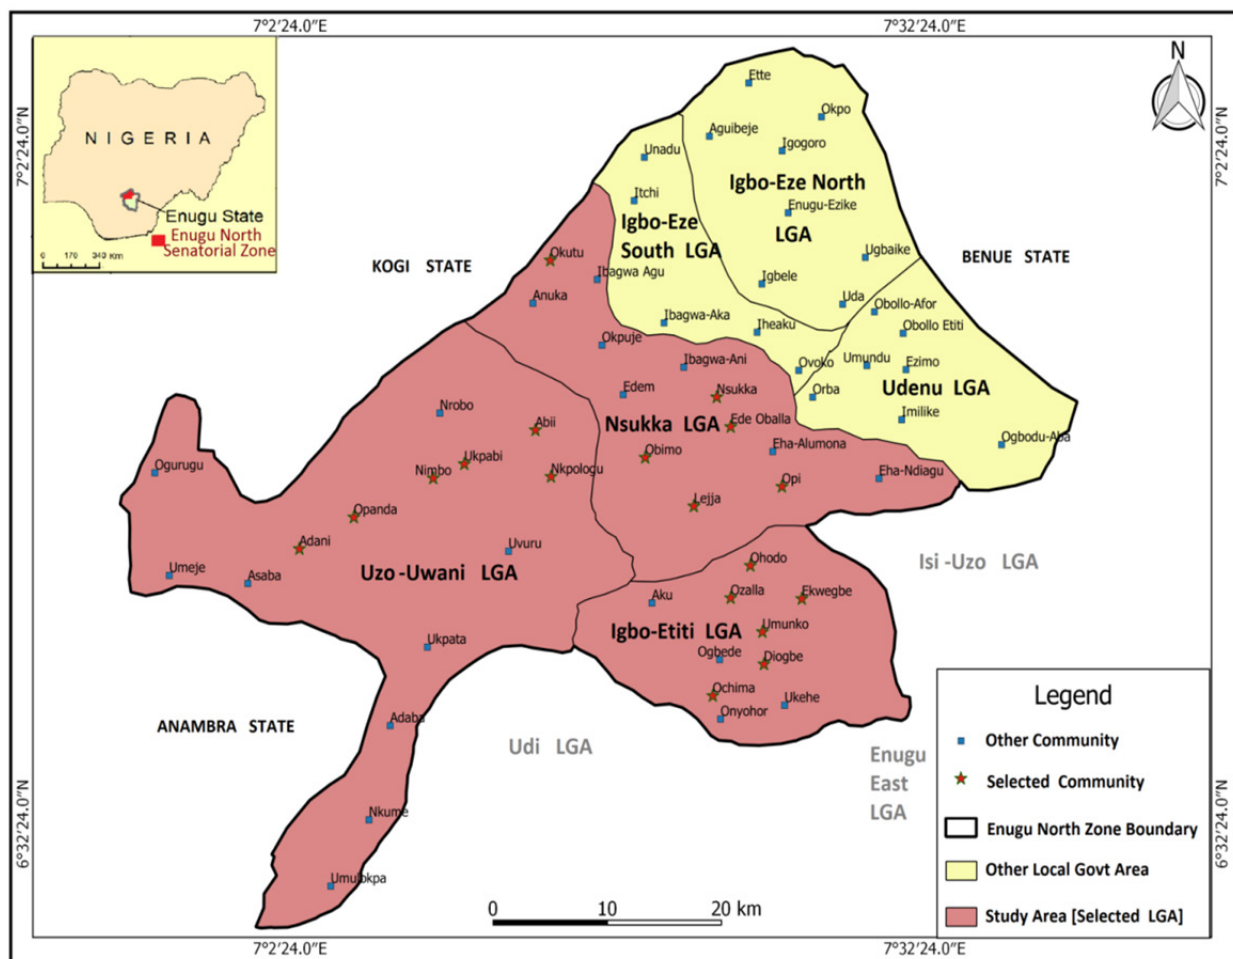 7°2'24.0"E
7°32'24.0"E
7°2'24.0"N
7°2'24.0"N
N
NIGERIA
Enugu State
Enugu North
Senatorial Zone
0 170 340 Km
KOGI STATE
BENUE STATE
Ette
Okpo
Aguibeje
Igogoro
Unadu
Igbo-Eze North
LGA
Itchi
Enugu-Ezike
Igbo-Eze
South LGA
Okutu
Ibagwa Agu
Ugbaike
Igbele
Anuka
Uda
Obollo-Afor
Ibagwa-Aka
Iheaku
Obollo Etiti
Okpuje
Ibagwa-Ani
Ovoko
Umundu
Ezimo
Edem
Nsukka
Orba
Udenu LGA
Nrobo
Abii
Nsukka LGA
Ede Oballa
Imilike
Ogbodu-Aba
Ogurugu
Nimbo
Ukpabi
Nkpologu
Obimo
Eha-Alumona
Opi
Eha-Ndiagu
Opanda
Lejja
Adani
Uvuru
Umeje
Asaba
Uzo-Uwani LGA
Ohodo
Isi-Uzo LGA
Aku
Ozalla
Ekwegbe
Igbo-Etiti LGA
Umunko
Ukpata
Ogbede
Diogbe
Ochima
Ukehe
Onyohor
ANAMBRA STATE
Adaba
Udi LGA
Enugu
East
LGA
Nkume
Umulokpa
0 10 20 km
Legend
Other Community
Selected Community
Enugu North Zone Boundary
Other Local Govt Area
Study Area [Selected LGA]
6°32'24.0"N
6°32'24.0"N
7°2'24.0"E
7°32'24.0"E